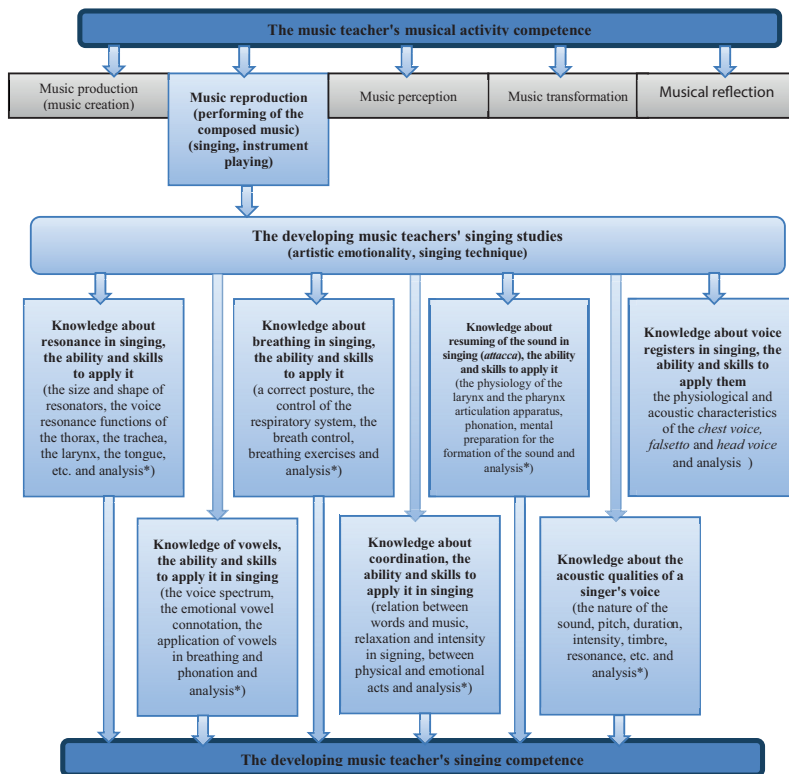 The music teacher's musical activity competence
Music production
(music creation)
Music reproduction
(performing of the
composed music)
(singing, instrument
playing)
Music perception
Music transformation
Musical reflection
The developing music teachers' singing studies
(artistic emotionality, singing technique)
Knowledge about
resonance in singing,
the ability and skills
to apply it
(the size and shape of
resonators, the voice
resonance functions of
the thorax, the trachea,
the larynx, the tongue,
etc. and analysis*)
Knowledge about
breathing in singing,
the ability and skills
to apply it
(a correct posture, the
control of the
respiratory system, the
breath control,
breathing exercises and
analysis*)
Knowledge about
resuming of the sound in
singing (attacca), the ability
and skills to apply it
(the physiology of the
larynx and the pharynx
articulation apparatus,
phonation, mental
preparation for the
formation of the sound and
analysis*)
Knowledge about voice
registers in singing, the
ability and skills to
apply them
the physiological and
acoustic characteristics
of the chest voice,
falsetto and head voice
and analysis )
Knowledge of vowels,
the ability and skills
to apply it in singing
(the voice spectrum,
the emotional vowel
connotation, the
application of vowels
in breathing and
phonation and
analysis*)
Knowledge about
coordination, the
ability and skills to
apply it in singing
(relation between
words and music,
relaxation and intensity
in signing, between
physical and emotional
acts and analysis*)
Knowledge about the
acoustic qualities of a
singer's voice
(the nature of the
sound, pitch, duration,
intensity, timbre,
resonance, etc. and
analysis*)
The developing music teacher's singing competence